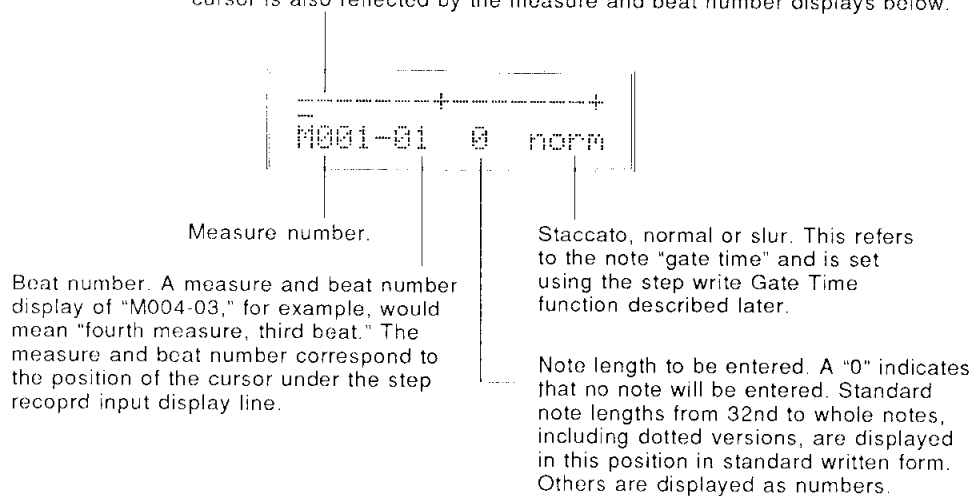 cursor is also reflected by the measure and beat number displays below.
M001-01 0 norm
Measure number.
Beat number. A measure and beat number
display of "M004-03," for example, would
mean "fourth measure, third beat." The
measure and beat number correspond to
the position of the cursor under the step
recoprd input display line.
Staccato, normal or slur. This refers
to the note "gate time" and is set
using the step write Gate Time
function described later.
Note length to be entered. A "0" indicates
that no note will be entered. Standard
note lengths from 32nd to whole notes,
including dotted versions, are displayed
in this position in standard written form.
Others are displayed as numbers.